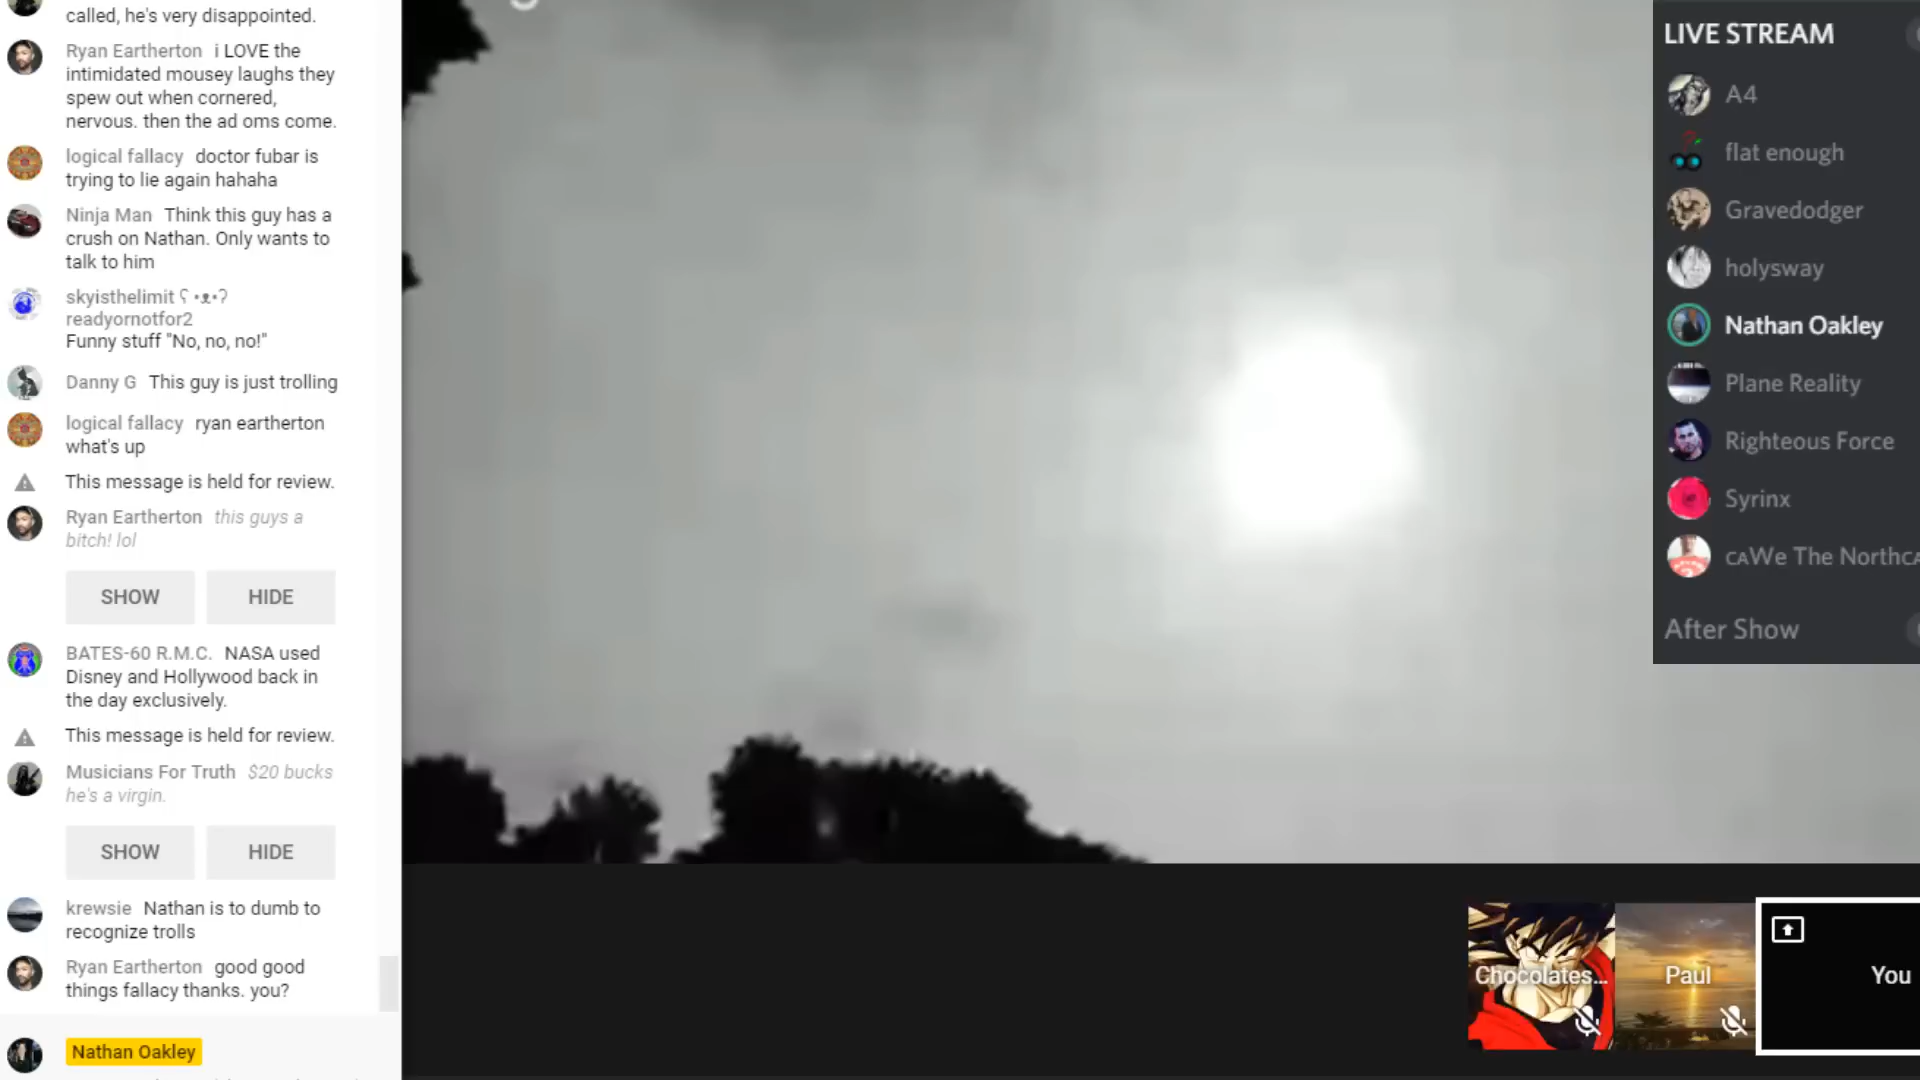 called, he's very disappointed.
Ryan Eartherton i LOVE the
intimidated mousey laughs they
spew out when cornered,
nervous. then the ad oms come.
logical fallacy doctor fubar is
trying to lie again hahaha
Ninja Man Think this guy has a
crush on Nathan. Only wants to
talk to him
skyisthelimit ʕ •ᴥ•ʔ
readyornotfor2
Funny stuff "No, no, no!"
Danny G This guy is just trolling
logical fallacy ryan eartherton
what's up
This message is held for review.
Ryan Eartherton this guys a
bitch! lol
SHOW HIDE
BATES-60 R.M.C. NASA used
Disney and Hollywood back in
the day exclusively.
This message is held for review.
Musicians For Truth $20 bucks
he's a virgin.
SHOW HIDE
krewsie Nathan is to dumb to
recognize trolls
Ryan Eartherton good good
things fallacy thanks. you?
Nathan Oakley
LIVE STREAM
A4
flat enough
Gravedodger
holysway
Nathan Oakley
Plane Reality
Righteous Force
Syrinx
CAWe The NorthCA
After Show
Chocolates...
Paul
You